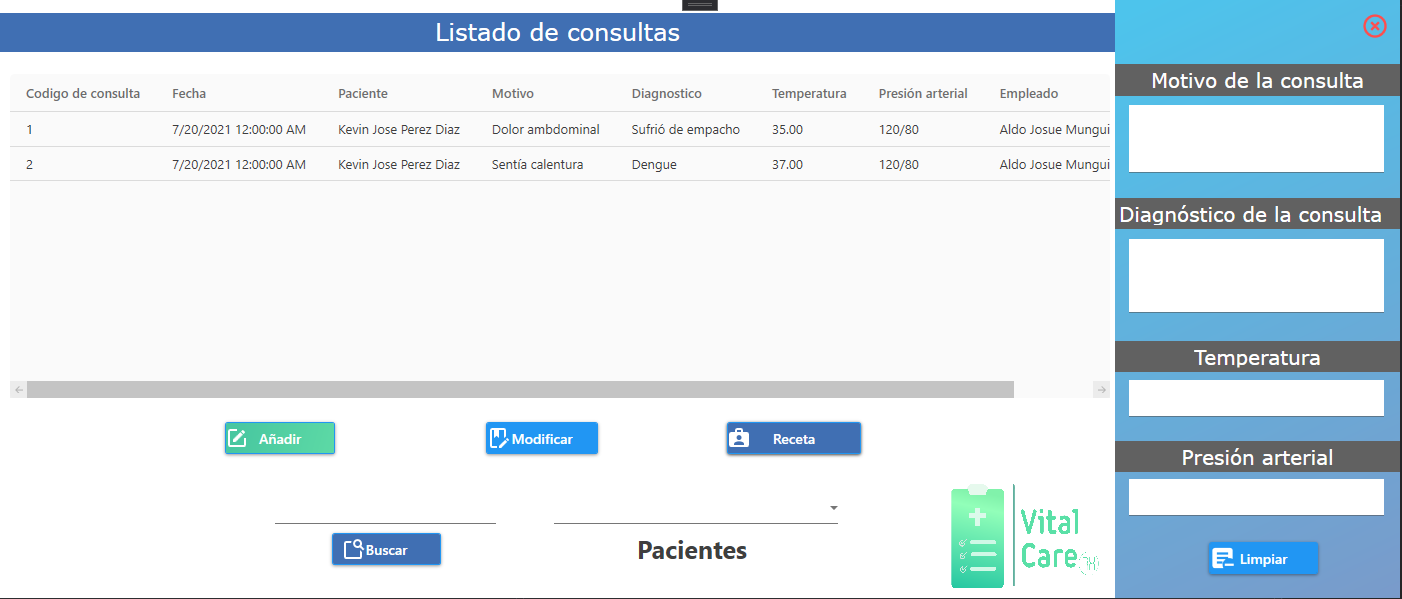 Listado de consultas
Codigo de consulta Fecha Paciente Motivo Diagnostico Temperatura Presión arterial Empleado
1 7/20/2021 12:00:00 AM Kevin Jose Perez Diaz Dolor ambdominal Sufrió de empacho 35.00 120/80 Aldo Josue Mungui
2 7/20/2021 12:00:00 AM Kevin Jose Perez Diaz Sentía calentura Dengue 37.00 120/80 Aldo Josue Mungui
Añadir
Modificar
Receta
Buscar
Pacientes
Vital
Care
Motivo de la consulta
Diagnóstico de la consulta
Temperatura
Presión arterial
Limpiar